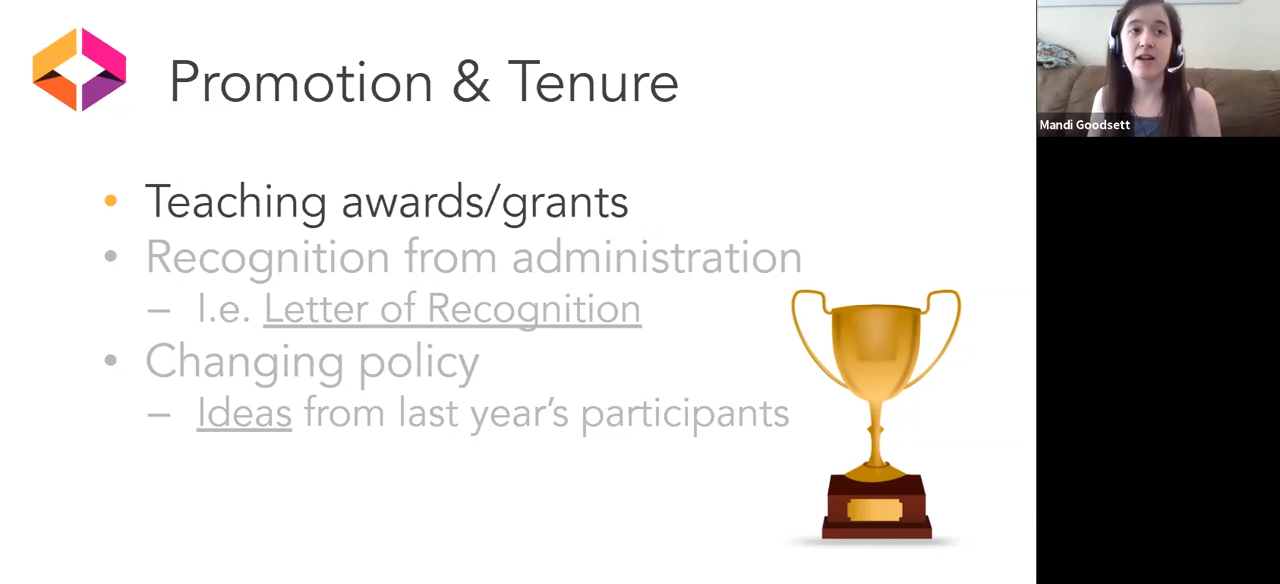 Promotion & Tenure
• Teaching awards/grants
• Recognition from administration
– I.e. Letter of Recognition
• Changing policy
– Ideas from last year's participants
Mandi Goodsett